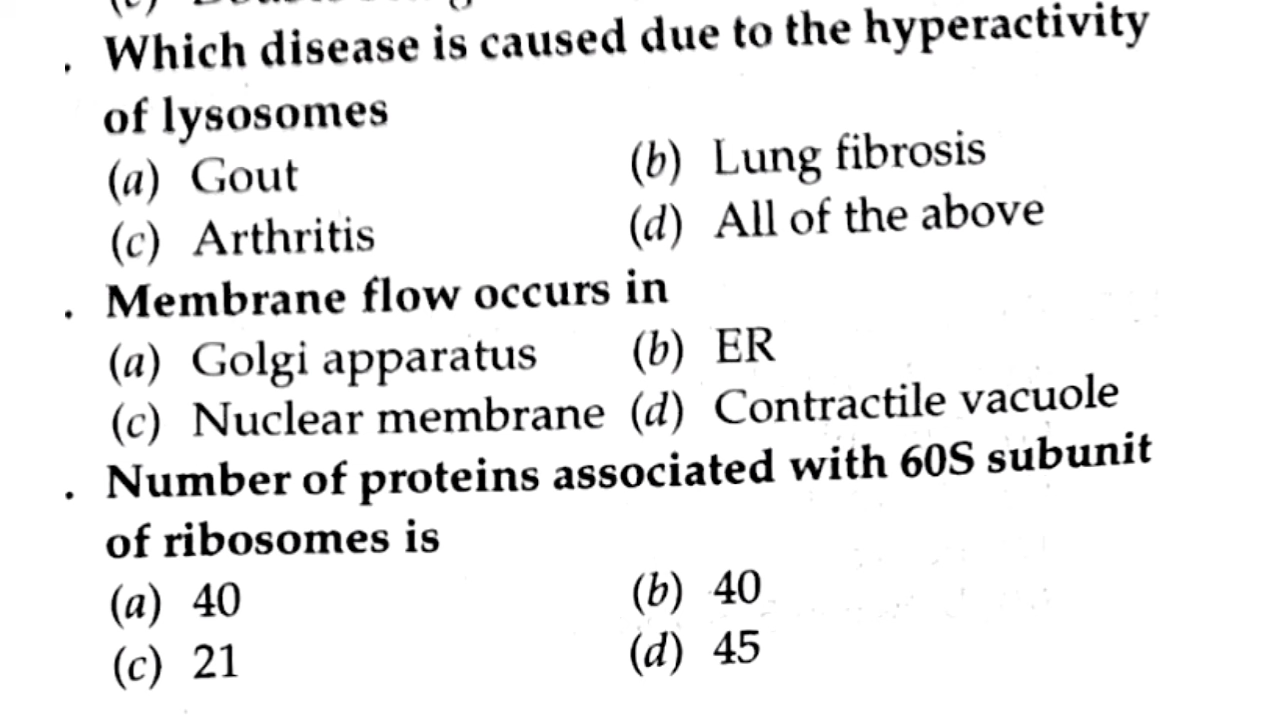 . Which disease is caused due to the hyperactivity
of lysosomes
(a) Gout (b) Lung fibrosis
(c) Arthritis (d) All of the above
. Membrane flow occurs in
(a) Golgi apparatus (b) ER
(c) Nuclear membrane (d) Contractile vacuole
. Number of proteins associated with 60S subunit
of ribosomes is
(a) 40 (b) 40
(c) 21 (d) 45